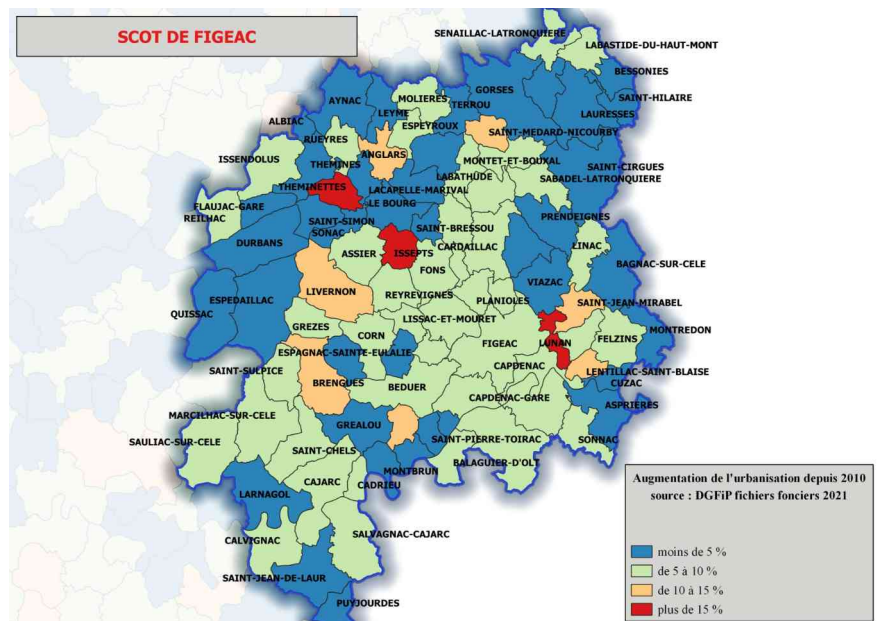 SCOT DE FIGEAC
SENAILLAC-LATRONQUIERE
LABASTIDE-DU-HAUT-MONT
BESSONIES
GORSES
AYNAC
MOLIERES
TERROU
SAINT-HILAIRE
LEYME
LAURESSES
ALBIAC
ESPEYROUX
SAINT-MEDARD-NICOURBY
RUEYRES
ISSENDOLUS
ANGLARS
THEMINES
MONTET-ET-BOUXAL
SAINT-CIRGUES
LABATHUDE
SABADEL-LATRONQUIERE
THEMINETTES
LACAPELLE-MARIVAL
LE BOURG
FLAUJAC-GARE
REILHAC
SAINT-SIMON
PRENDEIGNES
SAINT-BRESSOU
SONAC
DURBANS
CARDAILLAC
LINAC
ASSIER
ISSEPTS
BAGNAC-SUR-CELE
FONS
VIAZAC
LIVERNON
REYREVIGNES
ESPEDAILLAC
PLANIOLES
SAINT-JEAN-MIRABEL
QUISSAC
LISSAC-ET-MOURET
GREZES
MONTREDON
CORN
FIGEAC
LUNAN
FELZINS
ESPAGNAC-SAINTE-EULALIE
CAPDENAC
SAINT-SULPICE
LENTILLAC-SAINT-BLAISE
BRENGUES
BEDUER
CUZAC
CAPDENAC-GARE
ASPRIERES
MARCILHAC-SUR-CELE
GREALOU
SAULIAC-SUR-CELE
SAINT-PIERRE-TOIRAC
SONNAC
SAINT-CHELS
BALAGUIER-D'OLT
MONTBRUN
CAJARC
CADRIEU
LARNAGOL
SALVAGNAC-CAJARC
CALVIGNAC
SAINT-JEAN-DE-LAUR
PUYJOURDES
Augmentation de l'urbanisation depuis 2010
source : DGFiP fichiers fonciers 2021
moins de 5 %
de 5 à 10 %
de 10 à 15 %
plus de 15 %